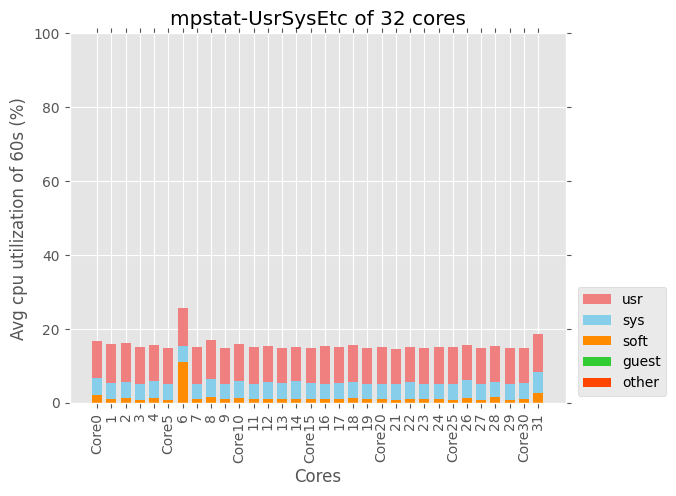 mpstat-UsrSysEtc of 32 cores
Avg cpu utilization of 60s (%)
100
80
60
40
20
0
Core0
1
2
3
4
Core5
6
7
8
9
Core10
11
12
13
14
Core15
16
17
18
19
Core20
21
22
23
24
Core25
26
27
28
29
Core30
31
Cores
usr
sys
soft
guest
other